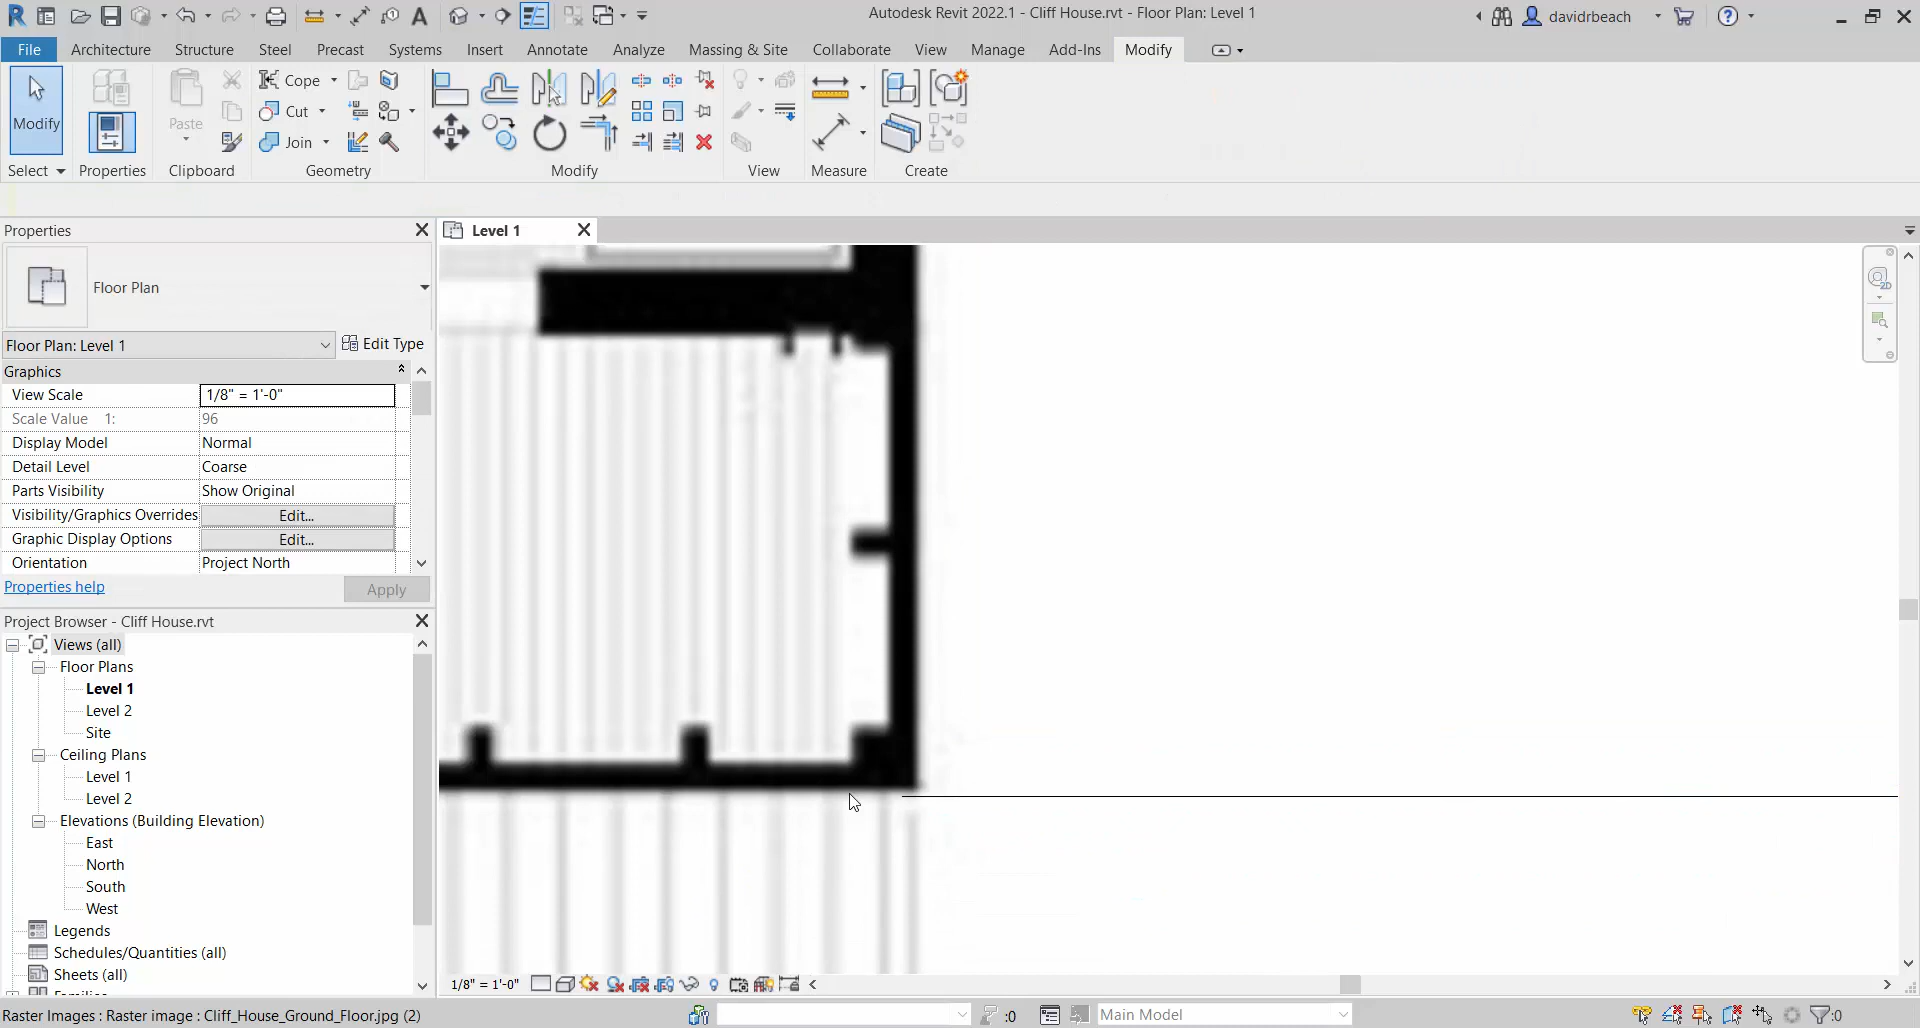 Autodesk Revit 2022.1 - Cliff House.rvt - Floor Plan: Level 1
davidrbeach
File Architecture Structure Steel Precast Systems Insert Annotate Analyze Massing & Site Collaborate View Manage Add-Ins Modify
Modify
Paste
Cope
Cut
Join
Select Properties Clipboard Geometry Modify View Measure Create
Properties
Level 1
Floor Plan
Floor Plan: Level 1
Edit Type
Graphics
View Scale 1/8" = 1'-0"
Scale Value 1: 96
Display Model Normal
Detail Level Coarse
Parts Visibility Show Original
Visibility/Graphics Overrides Edit...
Graphic Display Options Edit...
Orientation Project North
Properties help
Apply
Project Browser - Cliff House.rvt
Views (all)
Floor Plans
Level 1
Level 2
Site
Ceiling Plans
Level 1
Level 2
Elevations (Building Elevation)
East
North
South
West
Legends
Schedules/Quantities (all)
Sheets (all)
1/8" = 1'-0"
Raster Images : Raster image : Cliff_House_Ground_Floor.jpg (2)
:0
Main Model
:0